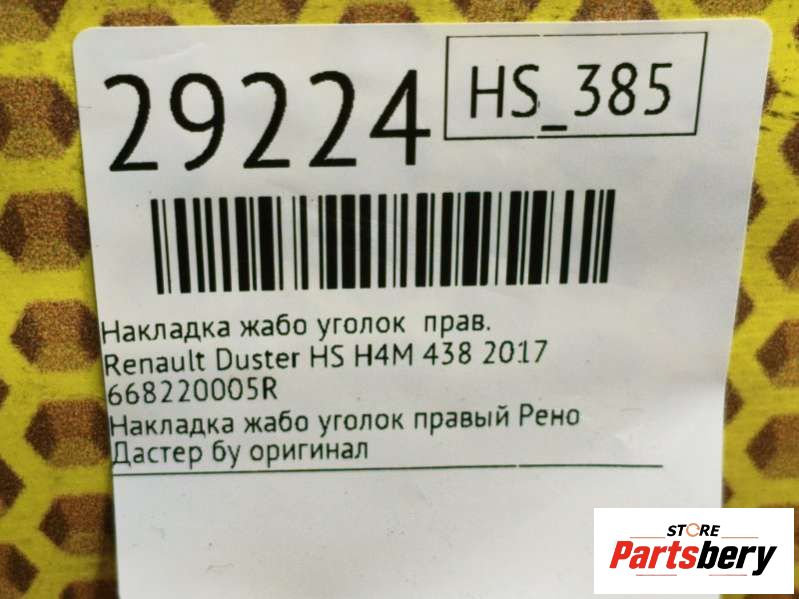 29224
HS_385
Накладка жабо уголок прав.
Renault Duster HS H4M 438 2017
668220005R
Накладка жабо уголок правый Рено
Дастер бу оригинал
STORE
Partsbery